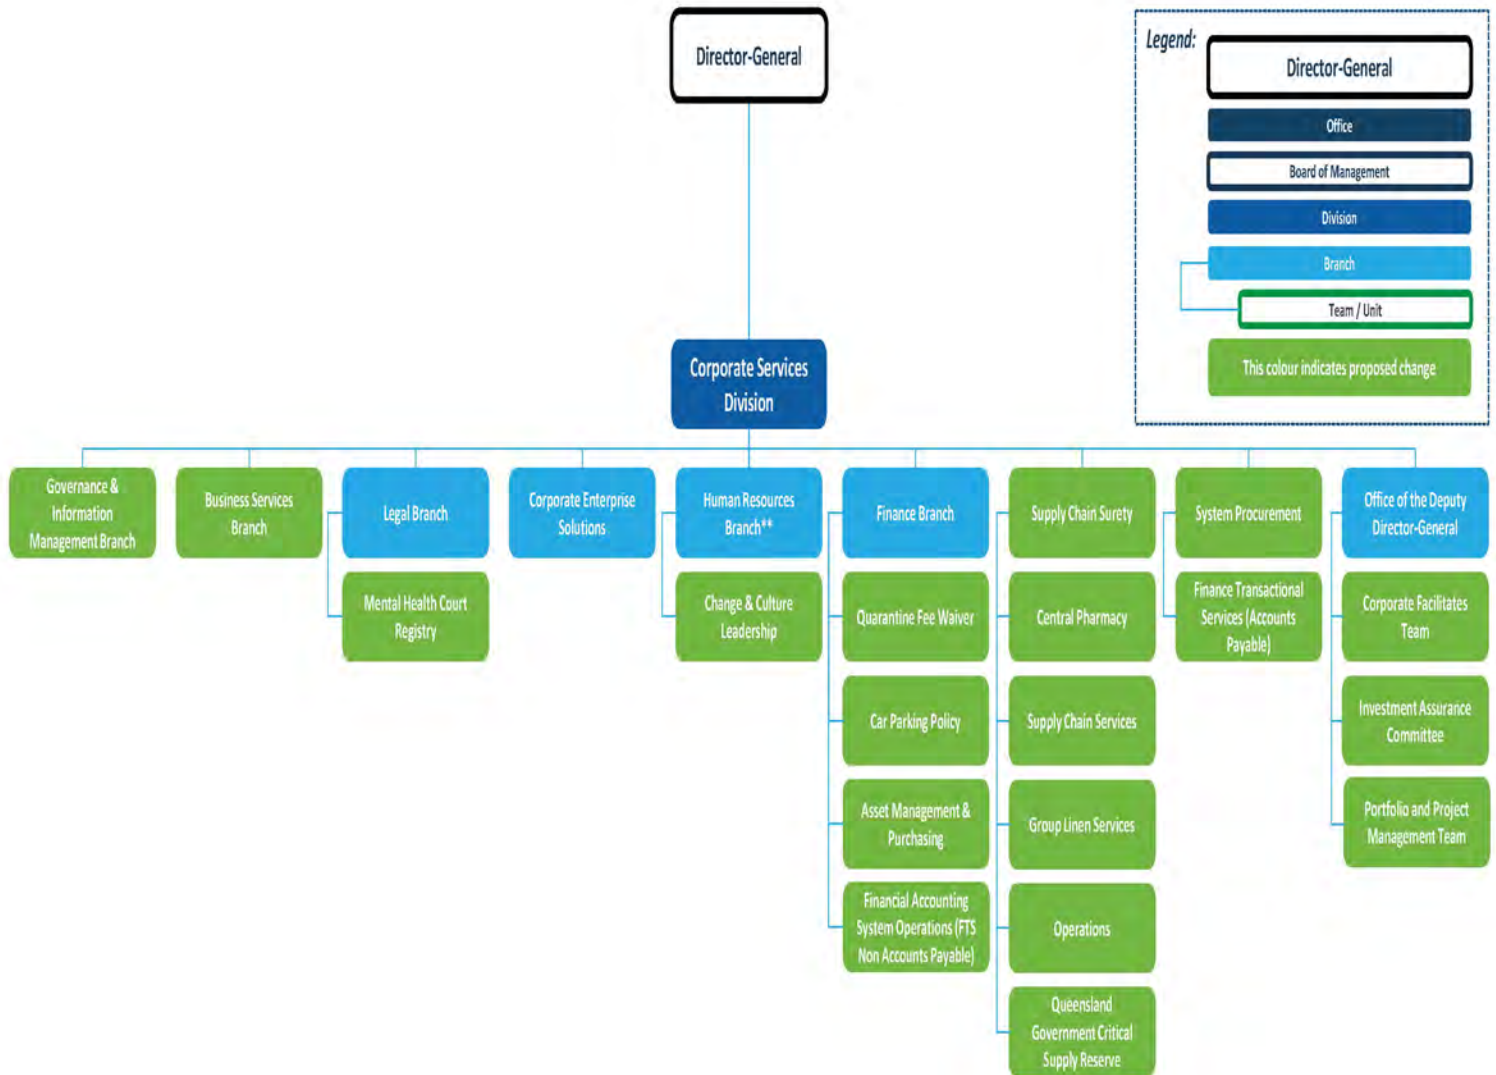 Director-General
Legend:
Director-General
Office
Board of Management
Division
Branch
Team / Unit
This colour indicates proposed change
Corporate Services
Division
Governance &
Information
Management Branch
Business Services
Branch
Legal Branch
Corporate Enterprise
Solutions
Human Resources
Branch**
Finance Branch
Supply Chain Surety
System Procurement
Office of the Deputy
Director-General
Mental Health Court
Registry
Change & Culture
Leadership
Quarantine Fee Waiver
Central Pharmacy
Finance Transactional
Services (Accounts
Payable)
Corporate Facilitates
Team
Car Parking Policy
Supply Chain Services
Investment Assurance
Committee
Asset Management &
Purchasing
Group Linen Services
Portfolio and Project
Management Team
Financial Accounting
System Operations (FTS
Non Accounts Payable)
Operations
Queensland
Government Critical
Supply Reserve